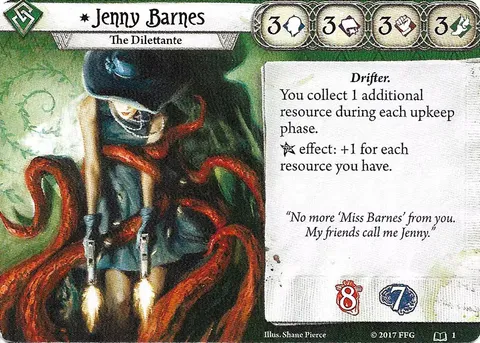 * Jenny Barnes
The Dilettante
3 3 3 3
Drifter.
You collect 1 additional
resource during each upkeep
phase.
effect: +1 for each
resource you have.
“No more ‘Miss Barnes’ from you.
My friends call me Jenny.”
8 7
Illus. Shane Pierce © 2017 FFG 1